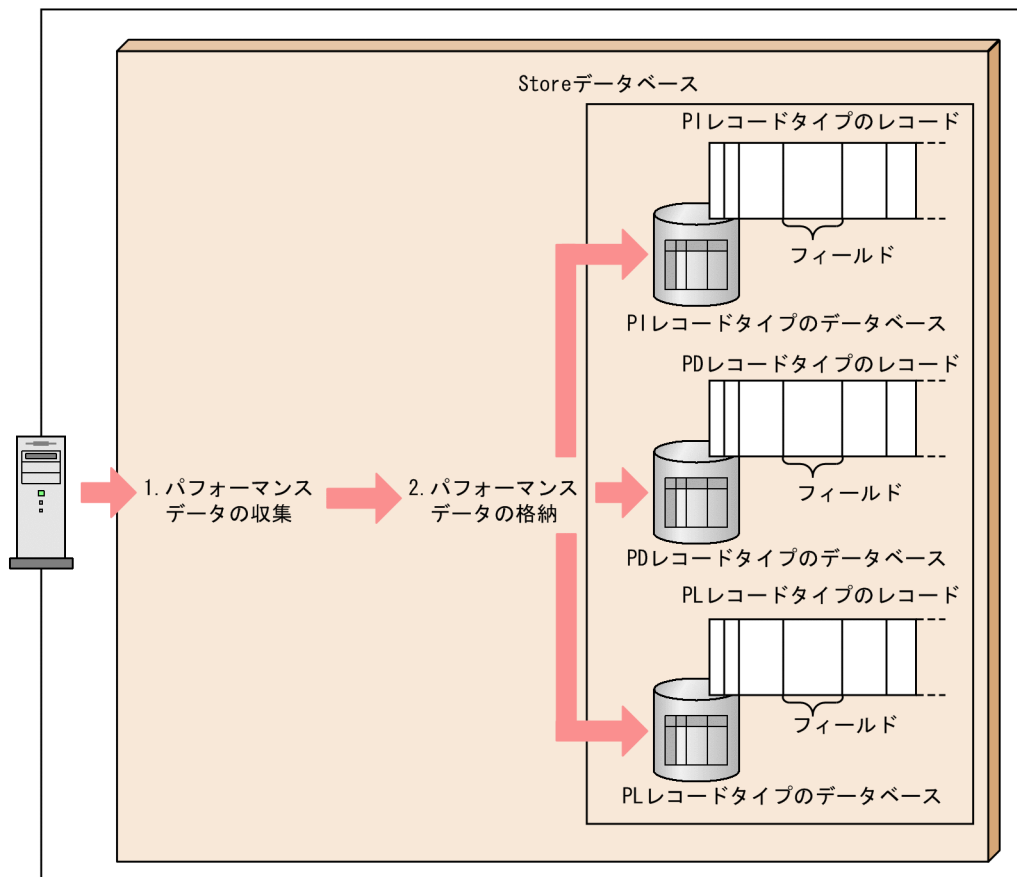 Storeデータベース
PIレコードタイプのレコード
フィールド
PIレコードタイプのデータベース
PDレコードタイプのレコード
1.パフォーマンス
データの収集
2.パフォーマンス
データの格納
フィールド
PDレコードタイプのデータベース
PLレコードタイプのレコード
フィールド
PLレコードタイプのデータベース